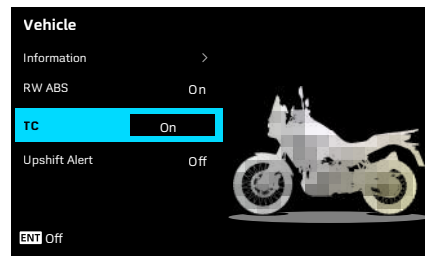 Vehicle
Information >
RW ABS On
TC On
Upshift Alert Off
ENT Off